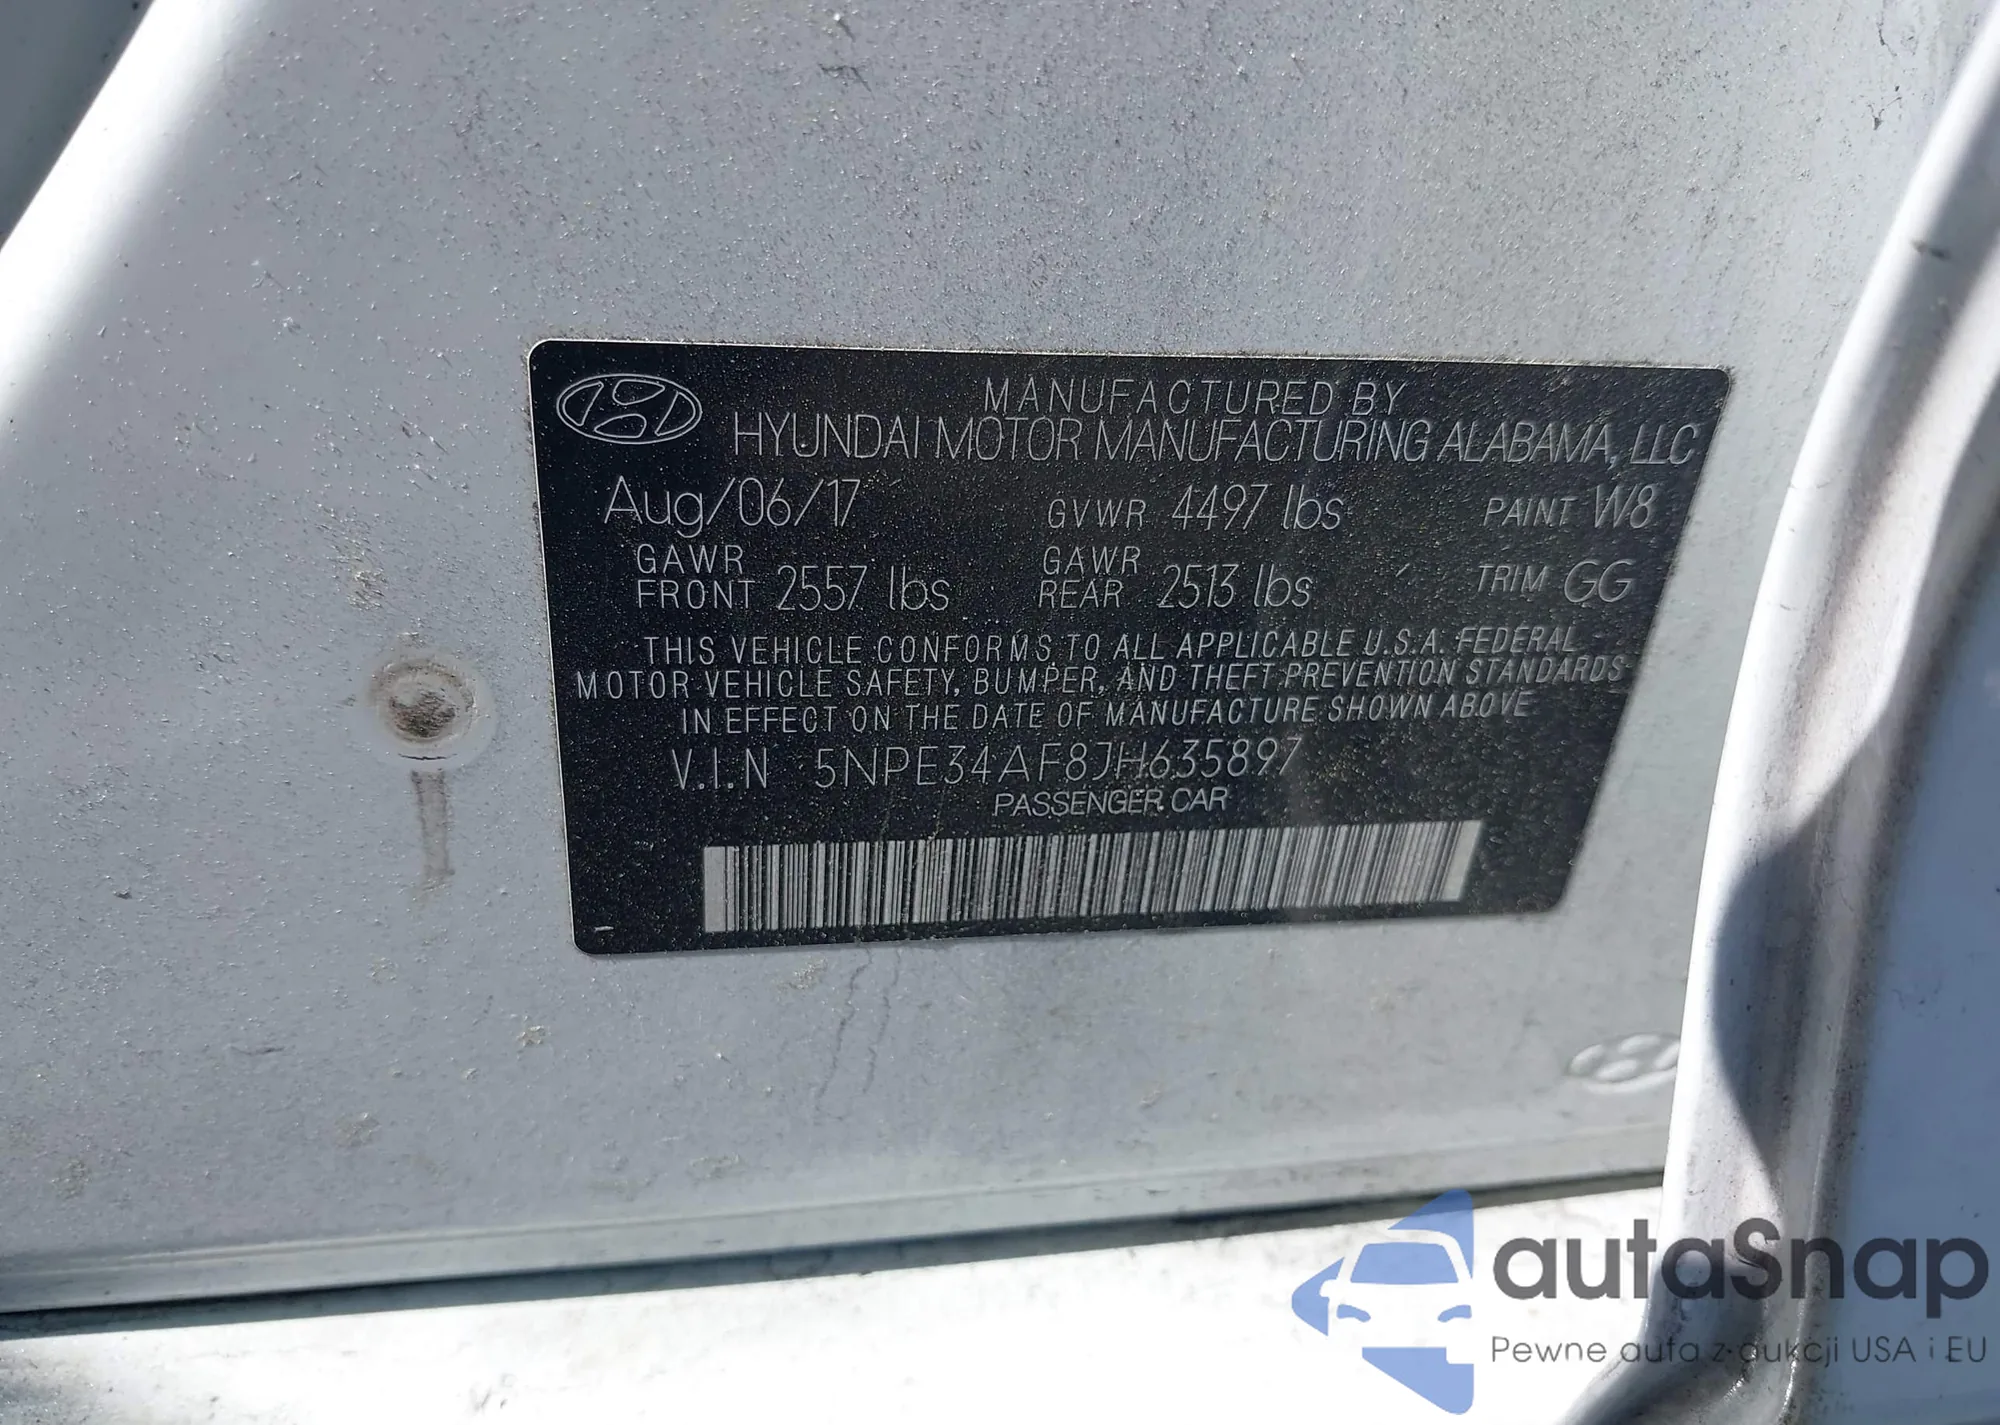 MANUFACTURED BY
HYUNDAI MOTOR MANUFACTURING ALABAMA, LLC
Aug/06/17 GVWR 4497 lbs PAINT W8
GAWR FRONT 2557 lbs GAWR REAR 2513 lbs TRIM GG
THIS VEHICLE CONFORMS TO ALL APPLICABLE U.S.A. FEDERAL
MOTOR VEHICLE SAFETY, BUMPER, AND THEFT PREVENTION STANDARDS
IN EFFECT ON THE DATE OF MANUFACTURE SHOWN ABOVE
V.I.N 5NPE34AF8JH635897
PASSENGER CAR
autaSnap
Pewne auta z aukcji USA i EU